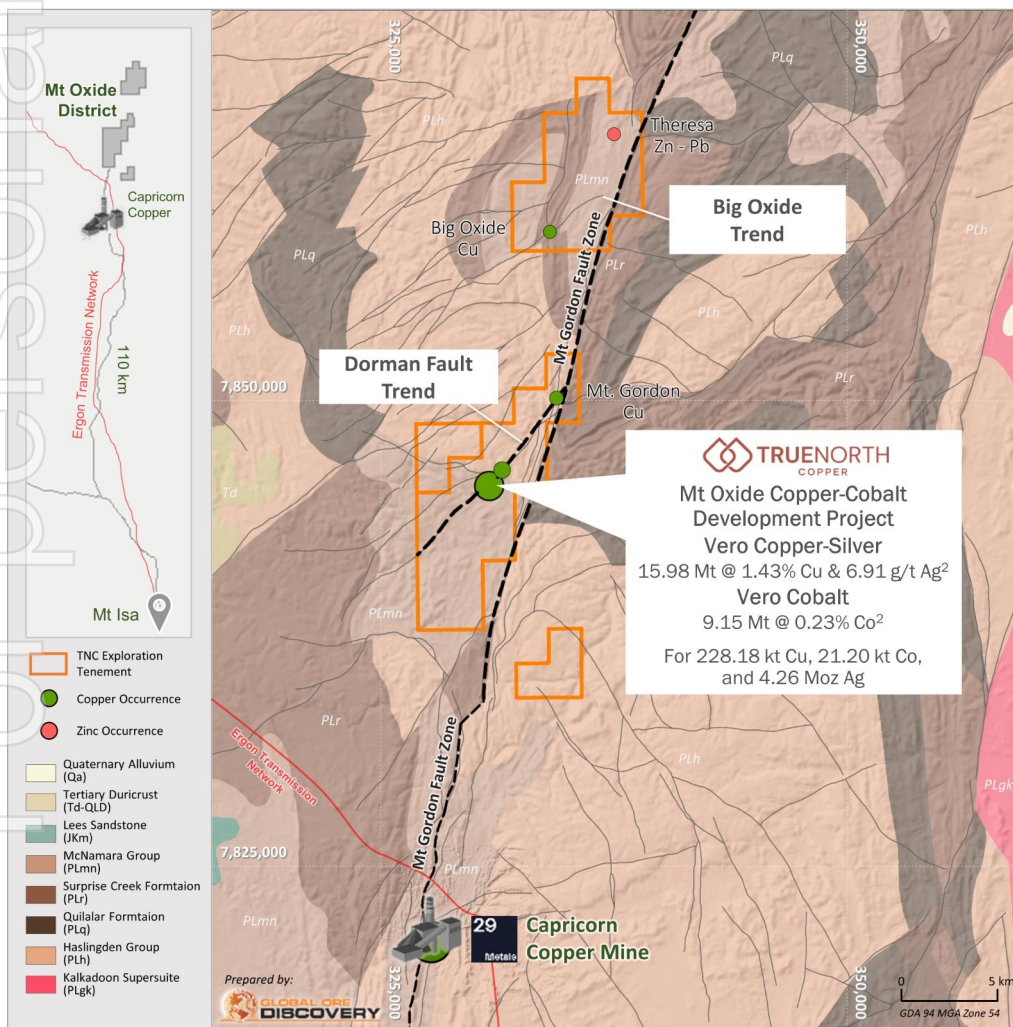 For personal
Mt Oxide
District
Capricorn
Copper
Ergon Transmission Network
110 km
Mt Isa
TNC Exploration
Tenement
Copper Occurrence
Zinc Occurrence
Quaternary Alluvium
(Qa)
Tertiary Duricrust
(Td-QLD)
Lees Sandstone
(JKm)
McNamara Group
(PLmn)
Surprise Creek Formtaion
(PLr)
Quilalar Formtaion
(PLq)
Haslingden Group
(PLh)
Kalkadoon Supersuite
(PLgk)
325,000
350,000
PLq
PLh
Theresa
Zn - Pb
PLmn
Big Oxide
Trend
Big Oxide
Cu
PLq
PLr
PLh
PLh
PLh
Mt Gordon Fault Zone
Dorman Fault
Trend
7,850,000
Mt. Gordon
Cu
PLr
Td
TRUENORTH
COPPER
Mt Oxide Copper-Cobalt
Development Project
Vero Copper-Silver
15.98 Mt @ 1.43% Cu & 6.91 g/t Ag²
Vero Cobalt
9.15 Mt @ 0.23% Co²
For 228.18 kt Cu, 21.20 kt Co,
and 4.26 Moz Ag
PLmn
PLr
Ergon Transmission
Network
Mt Gordon Fault Zone
PLh
PLgk
7,825,000
PLmn
PLmn
29
Metals
Capricorn
Copper Mine
Prepared by:
GLOBAL ORE
DISCOVERY
325,000
350,000
0
5 km
GDA 94 MGA Zone 54